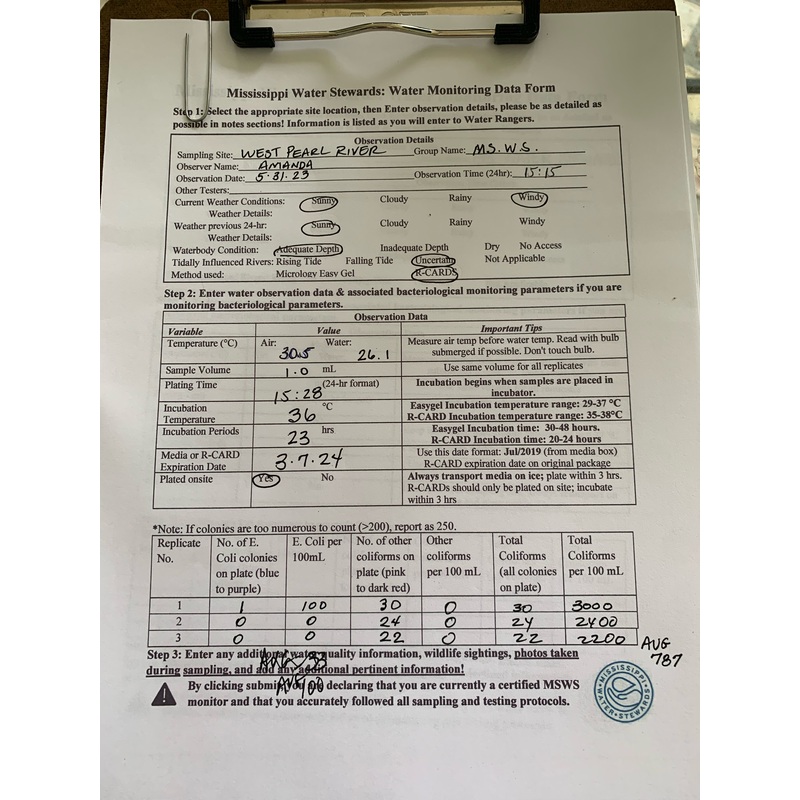 Mississippi Water Stewards: Water Monitoring Data Form
Step 1: Select the appropriate site location, then Enter observation details, please be as detailed as
possible in notes sections! Information is listed as you will enter to Water Rangers.
Observation Details
Sampling Site: WEST PEARL RIVER Group Name: MS.W.S.
Observer Name: AMANDA
Observation Date: 5.31.23 Observation Time (24hr): 15:15
Other Testers:
Current Weather Conditions: Sunny Cloudy Rainy Windy
Weather Details:
Weather previous 24-hr: Sunny Cloudy Rainy Windy
Weather Details:
Waterbody Condition: Adequate Depth Inadequate Depth Dry No Access
Tidally Influenced Rivers: Rising Tide Falling Tide Uncertain Not Applicable
Method used: Micrology Easy Gel R-CARDS
Step 2: Enter water observation data & associated bacteriological monitoring parameters if you are
monitoring bacteriological parameters.
Observation Data
Variable Value Important Tips
Temperature (°C) Air: 30.5 Water: 26.1 Measure air temp before water temp. Read with bulb
submerged if possible. Don't touch bulb.
Sample Volume 1.0 mL Use same volume for all replicates
Plating Time 15:28 (24-hr format) Incubation begins when samples are placed in
incubator.
Incubation Temperature 36 °C Easygel Incubation temperature range: 29-37 °C
R-CARD Incubation temperature range: 35-38°C
Incubation Periods 23 hrs Easygel Incubation time: 30-48 hours.
R-CARD Incubation time: 20-24 hours
Media or R-CARD Expiration Date 3.7.24 Use this date format: Jul/2019 (from media box)
R-CARD expiration date on original package
Plated onsite Yes No Always transport media on ice; plate within 3 hrs.
R-CARDs should only be plated on site; incubate
within 3 hrs
*Note: If colonies are too numerous to count (>200), report as 250.
Replicate No. No. of E. Coli colonies on plate (blue to purple) E. Coli per 100mL No. of other coliforms on plate (pink to dark red) Other coliforms per 100 mL Total Coliforms (all colonies on plate) Total Coliforms per 100 mL
1 1 100 30 0 30 3000
2 0 0 24 0 24 2400
3 0 0 22 0 22 2200
AUG
787
Step 3: Enter any additional water quality information, wildlife sightings, photos taken
during sampling, and add any additional pertinent information!
By clicking submit you declaring that you are currently a certified MSWS
monitor and that you accurately followed all sampling and testing protocols.
MISSISSIPPI
WATER STEWARDS